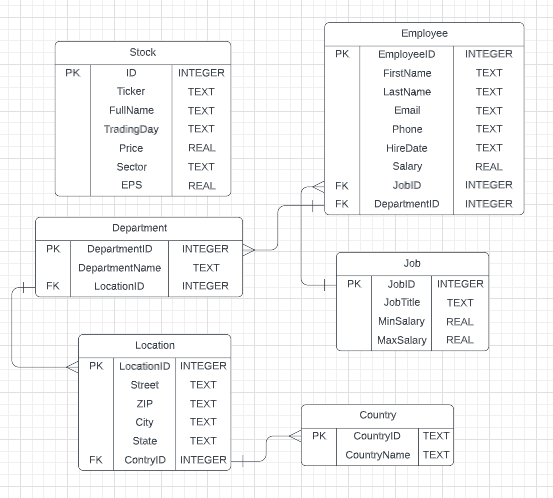 Stock
PK ID INTEGER
Ticker TEXT
FullName TEXT
TradingDay TEXT
Price REAL
Sector TEXT
EPS REAL
Employee
PK EmployeeID INTEGER
FirstName TEXT
LastName TEXT
Email TEXT
Phone TEXT
HireDate TEXT
Salary REAL
FK JobID INTEGER
FK DepartmentID INTEGER
Department
PK DepartmentID INTEGER
DepartmentName TEXT
FK LocationID INTEGER
Job
PK JobID INTEGER
JobTitle TEXT
MinSalary REAL
MaxSalary REAL
Location
PK LocationID INTEGER
Street TEXT
ZIP TEXT
City TEXT
State TEXT
FK ContryID INTEGER
Country
PK CountryID TEXT
CountryName TEXT